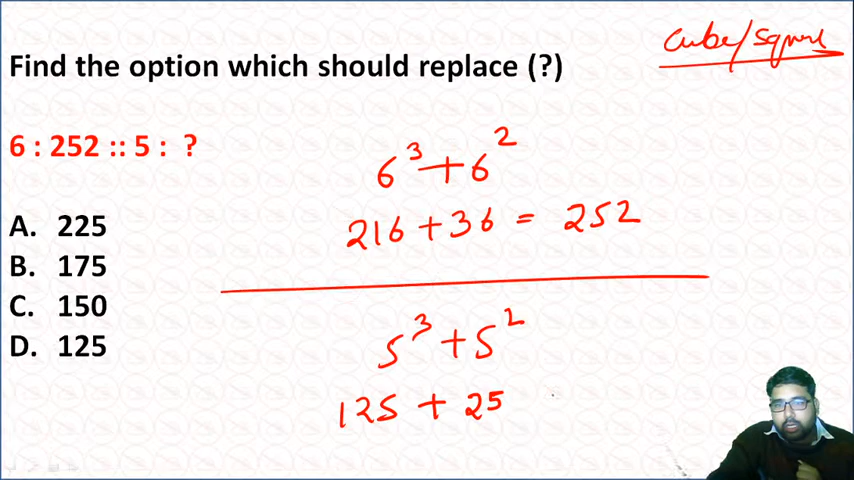 cube/square
Find the option which should replace (?)
6 : 252 :: 5 : ?
6³+6²
216+36 = 252
A. 225
B. 175
C. 150
D. 125
5³+5²
125 + 25